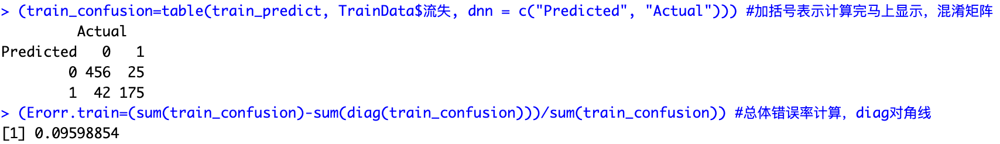 > (train_confusion=table(train_predict, TrainData$流失, dnn = c("Predicted", "Actual"))) #加括号表示计算完马上显示，混淆矩阵
         Actual
Predicted   0   1
        0 456  25
        1  42 175
> (Erorr.train=(sum(train_confusion)-sum(diag(train_confusion)))/sum(train_confusion)) #总体错误率计算，diag对角线
[1] 0.09598854